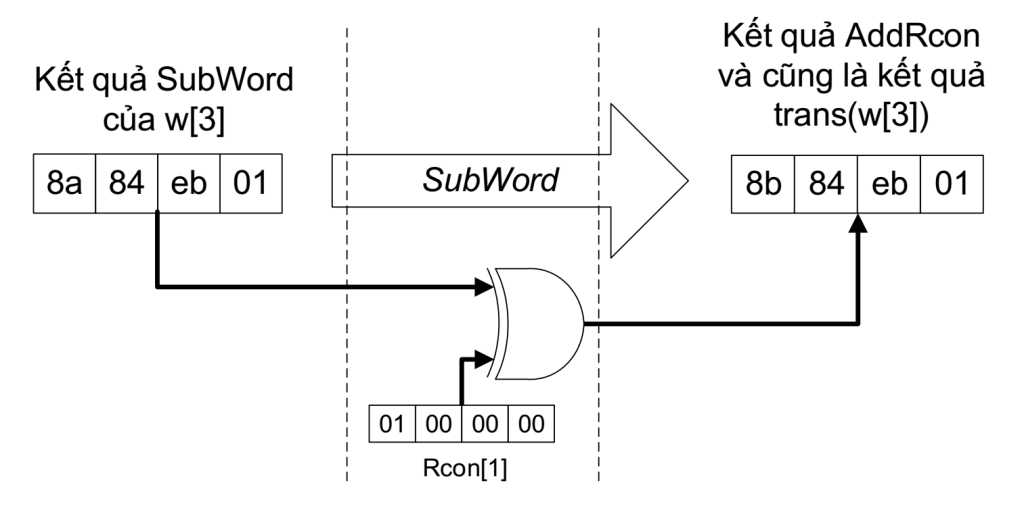 Kết quả SubWord
của w[3]
8a 84 eb 01
SubWord
Kết quả AddRcon
và cũng là kết quả
trans(w[3])
8b 84 eb 01
01 00 00 00
Rcon[1]